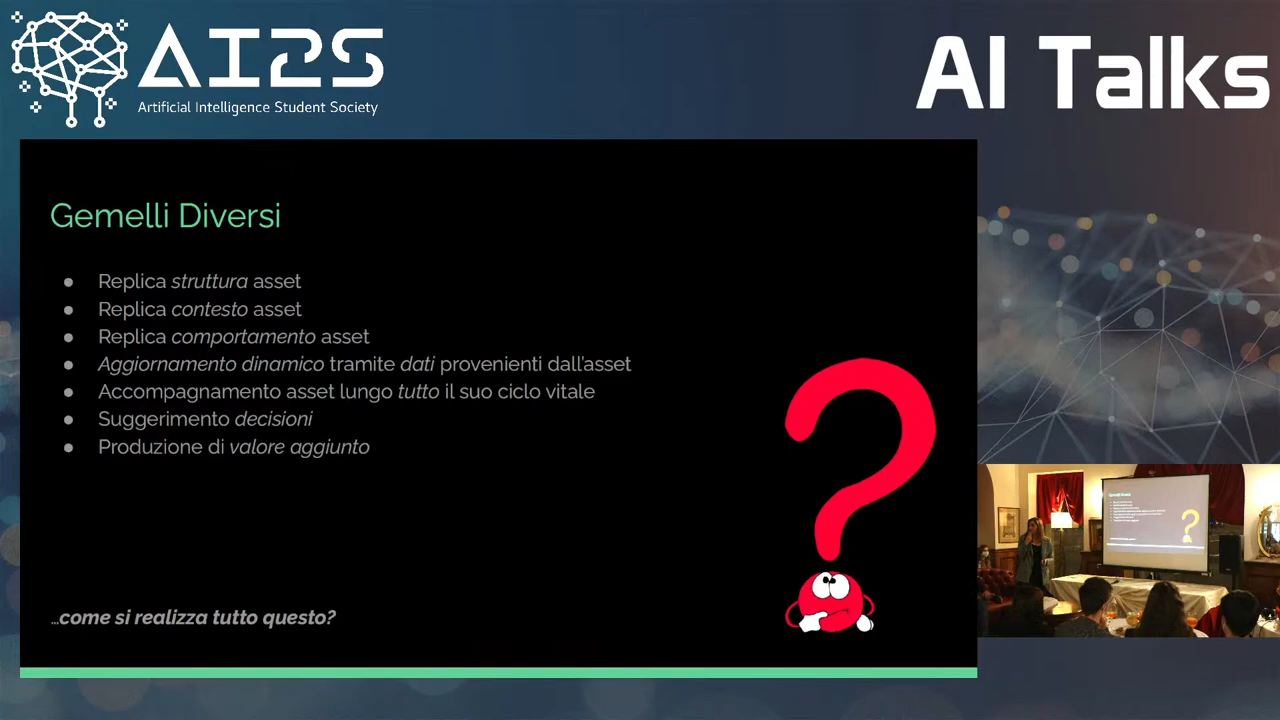 AI2S
Artificial Intelligence Student Society
AI Talks
Gemelli Diversi
● Replica struttura asset
● Replica contesto asset
● Replica comportamento asset
● Aggiornamento dinamico tramite dati provenienti dall'asset
● Accompagnamento asset lungo tutto il suo ciclo vitale
● Suggerimento decisioni
● Produzione di valore aggiunto
...come si realizza tutto questo?
Gemelli Diversi